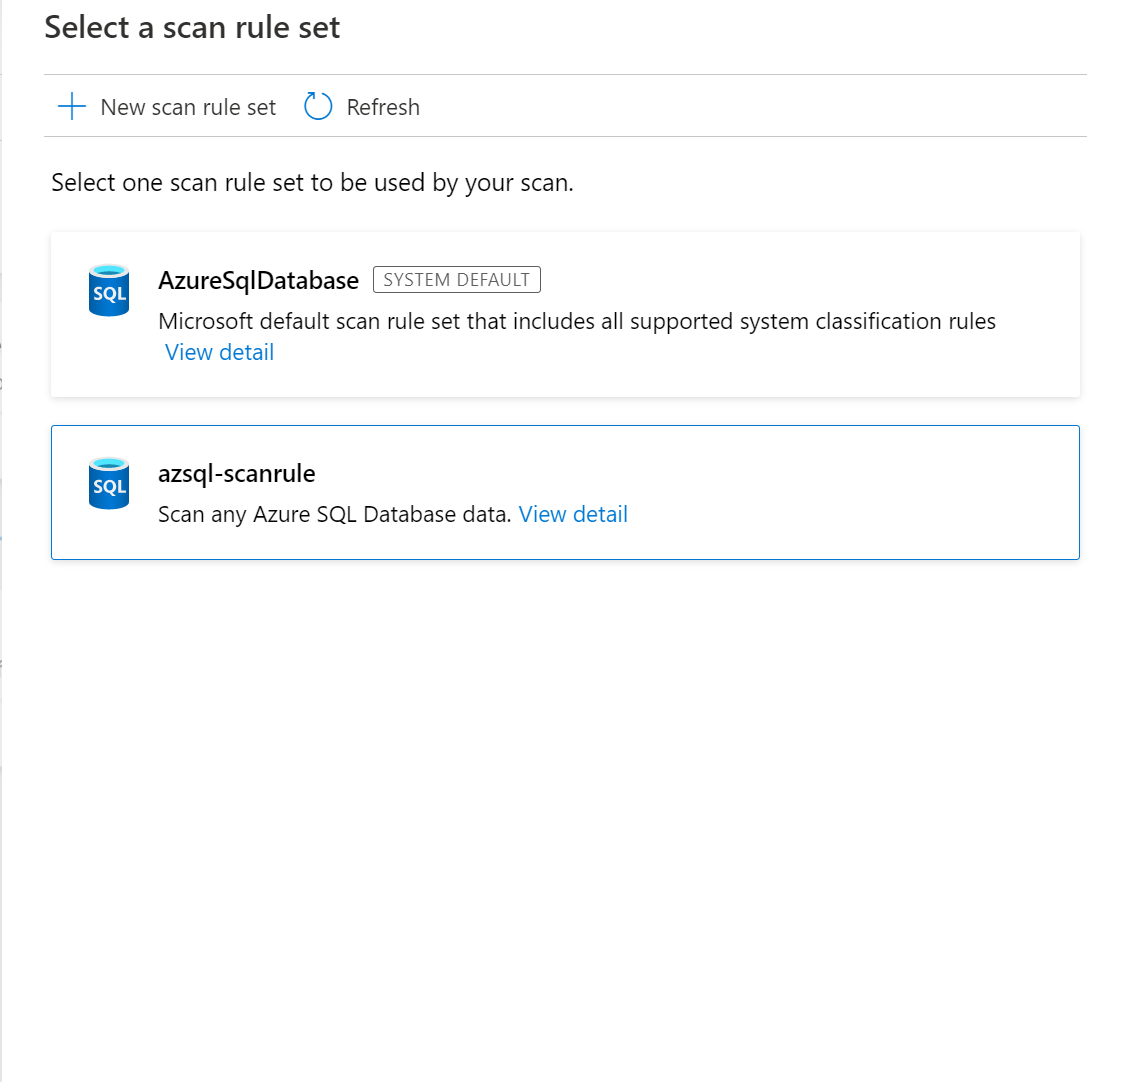 Select a scan rule set
New scan rule set Refresh
Select one scan rule set to be used by your scan.
SQL
AzureSqlDatabase SYSTEM DEFAULT
Microsoft default scan rule set that includes all supported system classification rules
View detail
SQL
azsql-scanrule
Scan any Azure SQL Database data. View detail